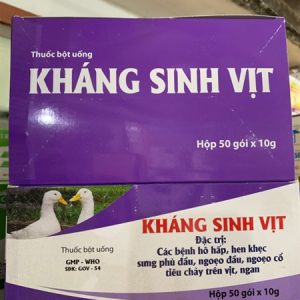 Thuốc bột uống
KHÁNG SINH VỊT
Hộp 50 gói x 10g
KHÁNG SINH VỊT
Đặc trị:
Các bệnh hô hấp, hen khẹc
sưng phù đầu, ngoẹo đầu, ngoẹo cổ
tiêu chảy trên vịt, ngan
Thuốc bột uống
GMP - WHO
SĐK: GOV - 54
Hộp 50 gói x 10g